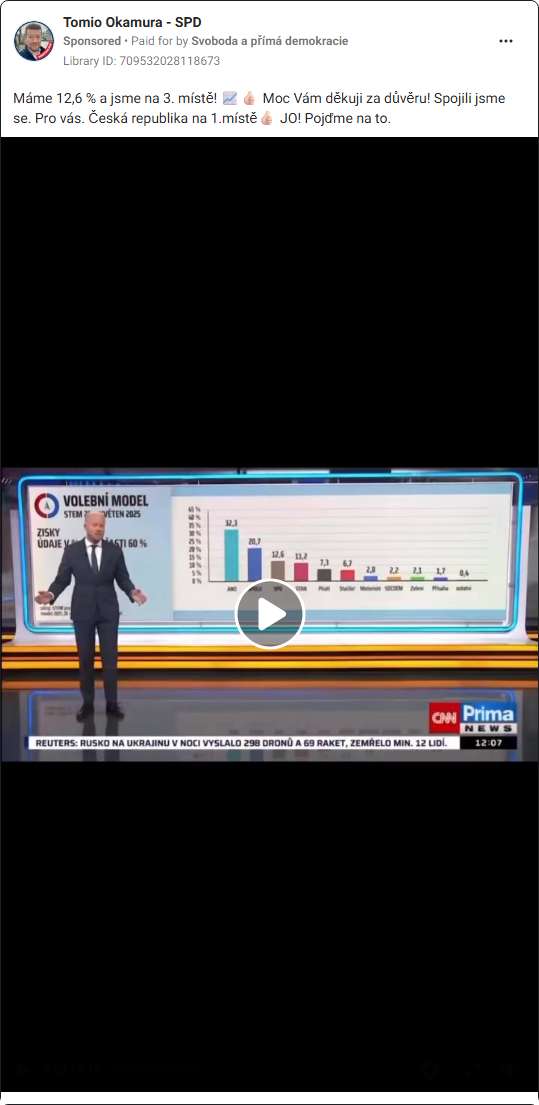 Tomio Okamura - SPD
Sponsored • Paid for by Svoboda a přímá demokracie
Library ID: 709532028118673
Máme 12,6 % a jsme na 3. místě! 📈 👍🏻 Moc Vám děkuji za důvěru! Spojili jsme
se. Pro vás. Česká republika na 1.místě👍🏻 JO! Pojďme na to.
VOLEBNÍ MODEL
STEM KVĚTEN 2025
ZISKY
ÚDAJE V 60 %
45 %
40 %
35 %
30 %
25 %
20 %
15 %
10 %
5 %
0 %
32,3 20,7 12,6 11,2 7,3 6,7 2,8 2,2 2,1 1,7 0,4
ANO SPD STAN Piráti Stačilo! Motoristé SOCDEM Zelení Přísaha ostatní
CNN Prima
NEWS
REUTERS: RUSKO NA UKRAJINU V NOCI VYSLALO 298 DRONŮ A 69 RAKET, ZEMŘELO MIN. 12 LIDÍ.
12:07